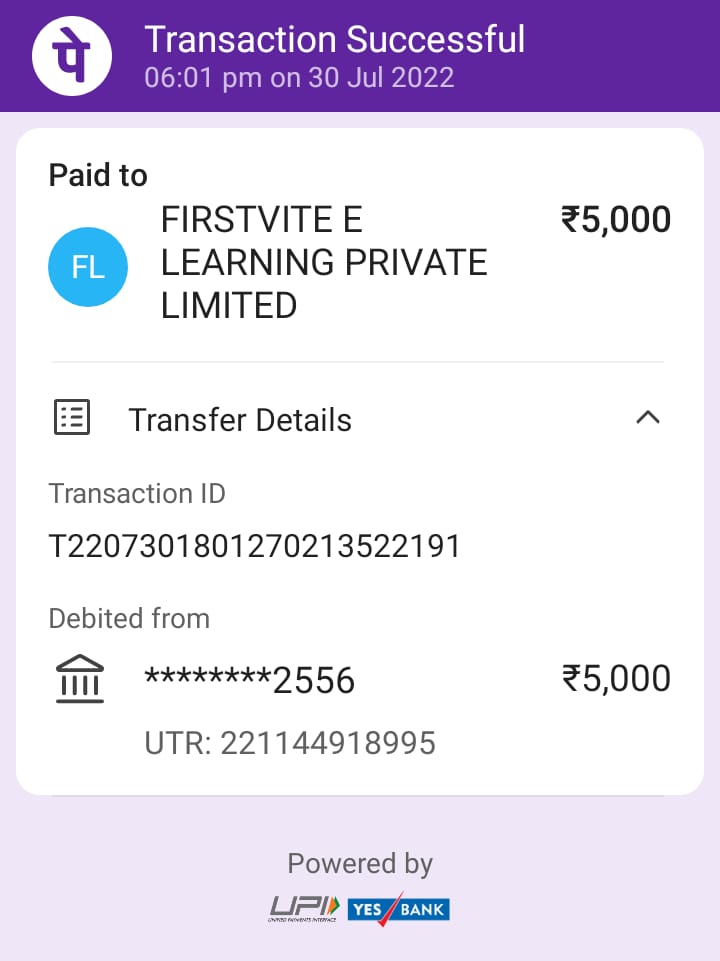 पे
Transaction Successful
06:01 pm on 30 Jul 2022
Paid to
FL
FIRSTVITE E
LEARNING PRIVATE
LIMITED
₹5,000
Transfer Details
Transaction ID
T2207301801270213522191
Debited from
********2556
₹5,000
UTR: 221144918995
Powered by
UPI
UNIFIED PAYMENTS INTERFACE
YES BANK